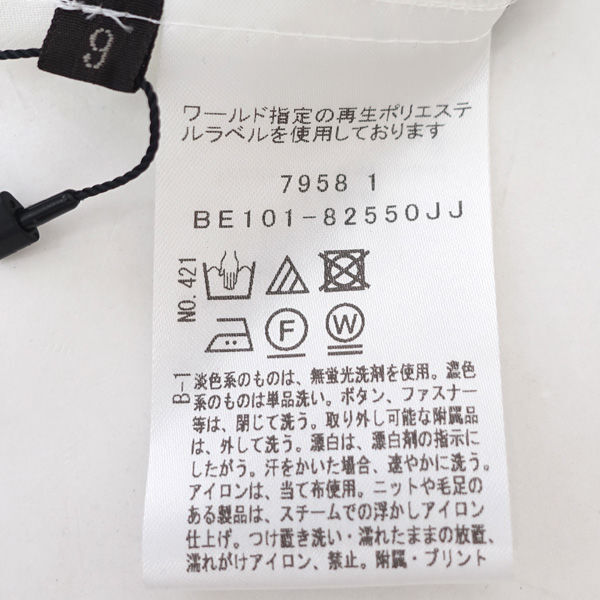 9
ワールド指定の再生ポリエステ
ルラベルを使用しております
7958 1
BE101-82550JJ
NO.421
F
W
B-1
淡色系のものは、無蛍光洗剤を使用。濃色
系のものは単品洗い。ボタン、ファスナー
等は、閉じて洗う。取り外し可能な附属品
は、外して洗う。漂白は、漂白剤の指示に
したがう。汗をかいた場合、速やかに洗う。
アイロンは、当て布使用。ニットや毛足の
ある製品は、スチームでの浮かしアイロン
仕上げ。つけ置き洗い・濡れたままの放置、
濡れがけアイロン、禁止。附属・プリント